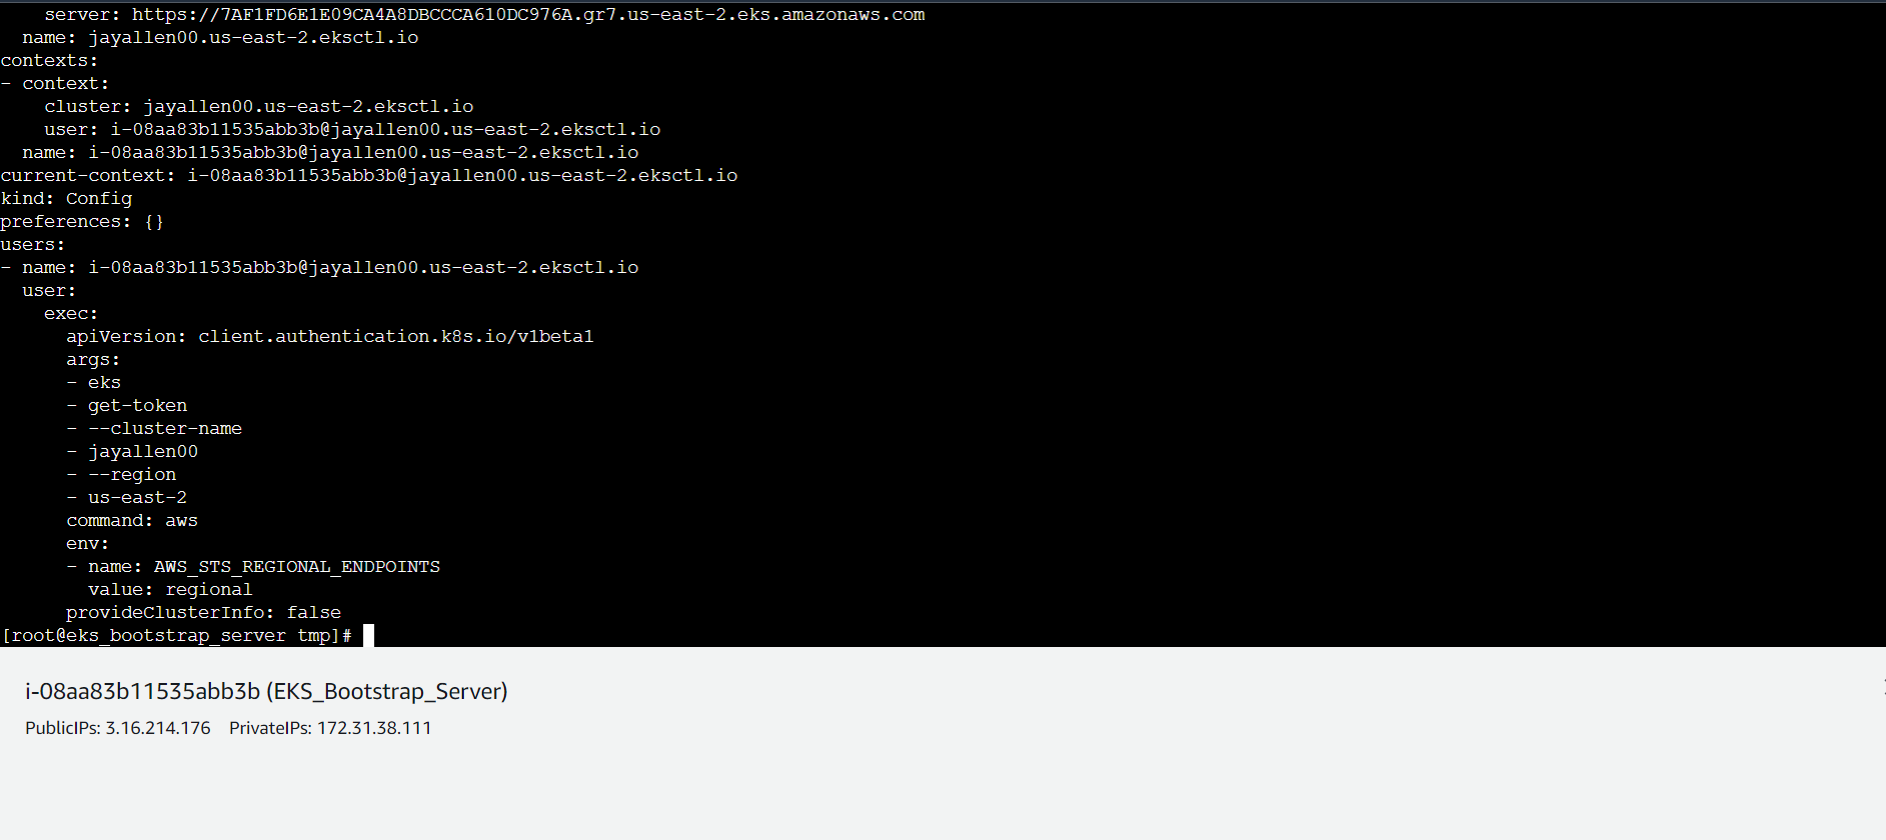 server: https://7AF1FD6E1E09CA4A8DBCCCA610DC976A.gr7.us-east-2.eks.amazonaws.com
  name: jayallen00.us-east-2.eksctl.io
contexts:
- context:
    cluster: jayallen00.us-east-2.eksctl.io
    user: i-08aa83b11535abb3b@jayallen00.us-east-2.eksctl.io
  name: i-08aa83b11535abb3b@jayallen00.us-east-2.eksctl.io
current-context: i-08aa83b11535abb3b@jayallen00.us-east-2.eksctl.io
kind: Config
preferences: {}
users:
- name: i-08aa83b11535abb3b@jayallen00.us-east-2.eksctl.io
  user:
    exec:
      apiVersion: client.authentication.k8s.io/v1beta1
      args:
      - eks
      - get-token
      - --cluster-name
      - jayallen00
      - --region
      - us-east-2
      command: aws
      env:
      - name: AWS_STS_REGIONAL_ENDPOINTS
        value: regional
      provideClusterInfo: false
[root@eks_bootstrap_server tmp]#
i-08aa83b11535abb3b (EKS_Bootstrap_Server)
PublicIPs: 3.16.214.176 PrivateIPs: 172.31.38.111